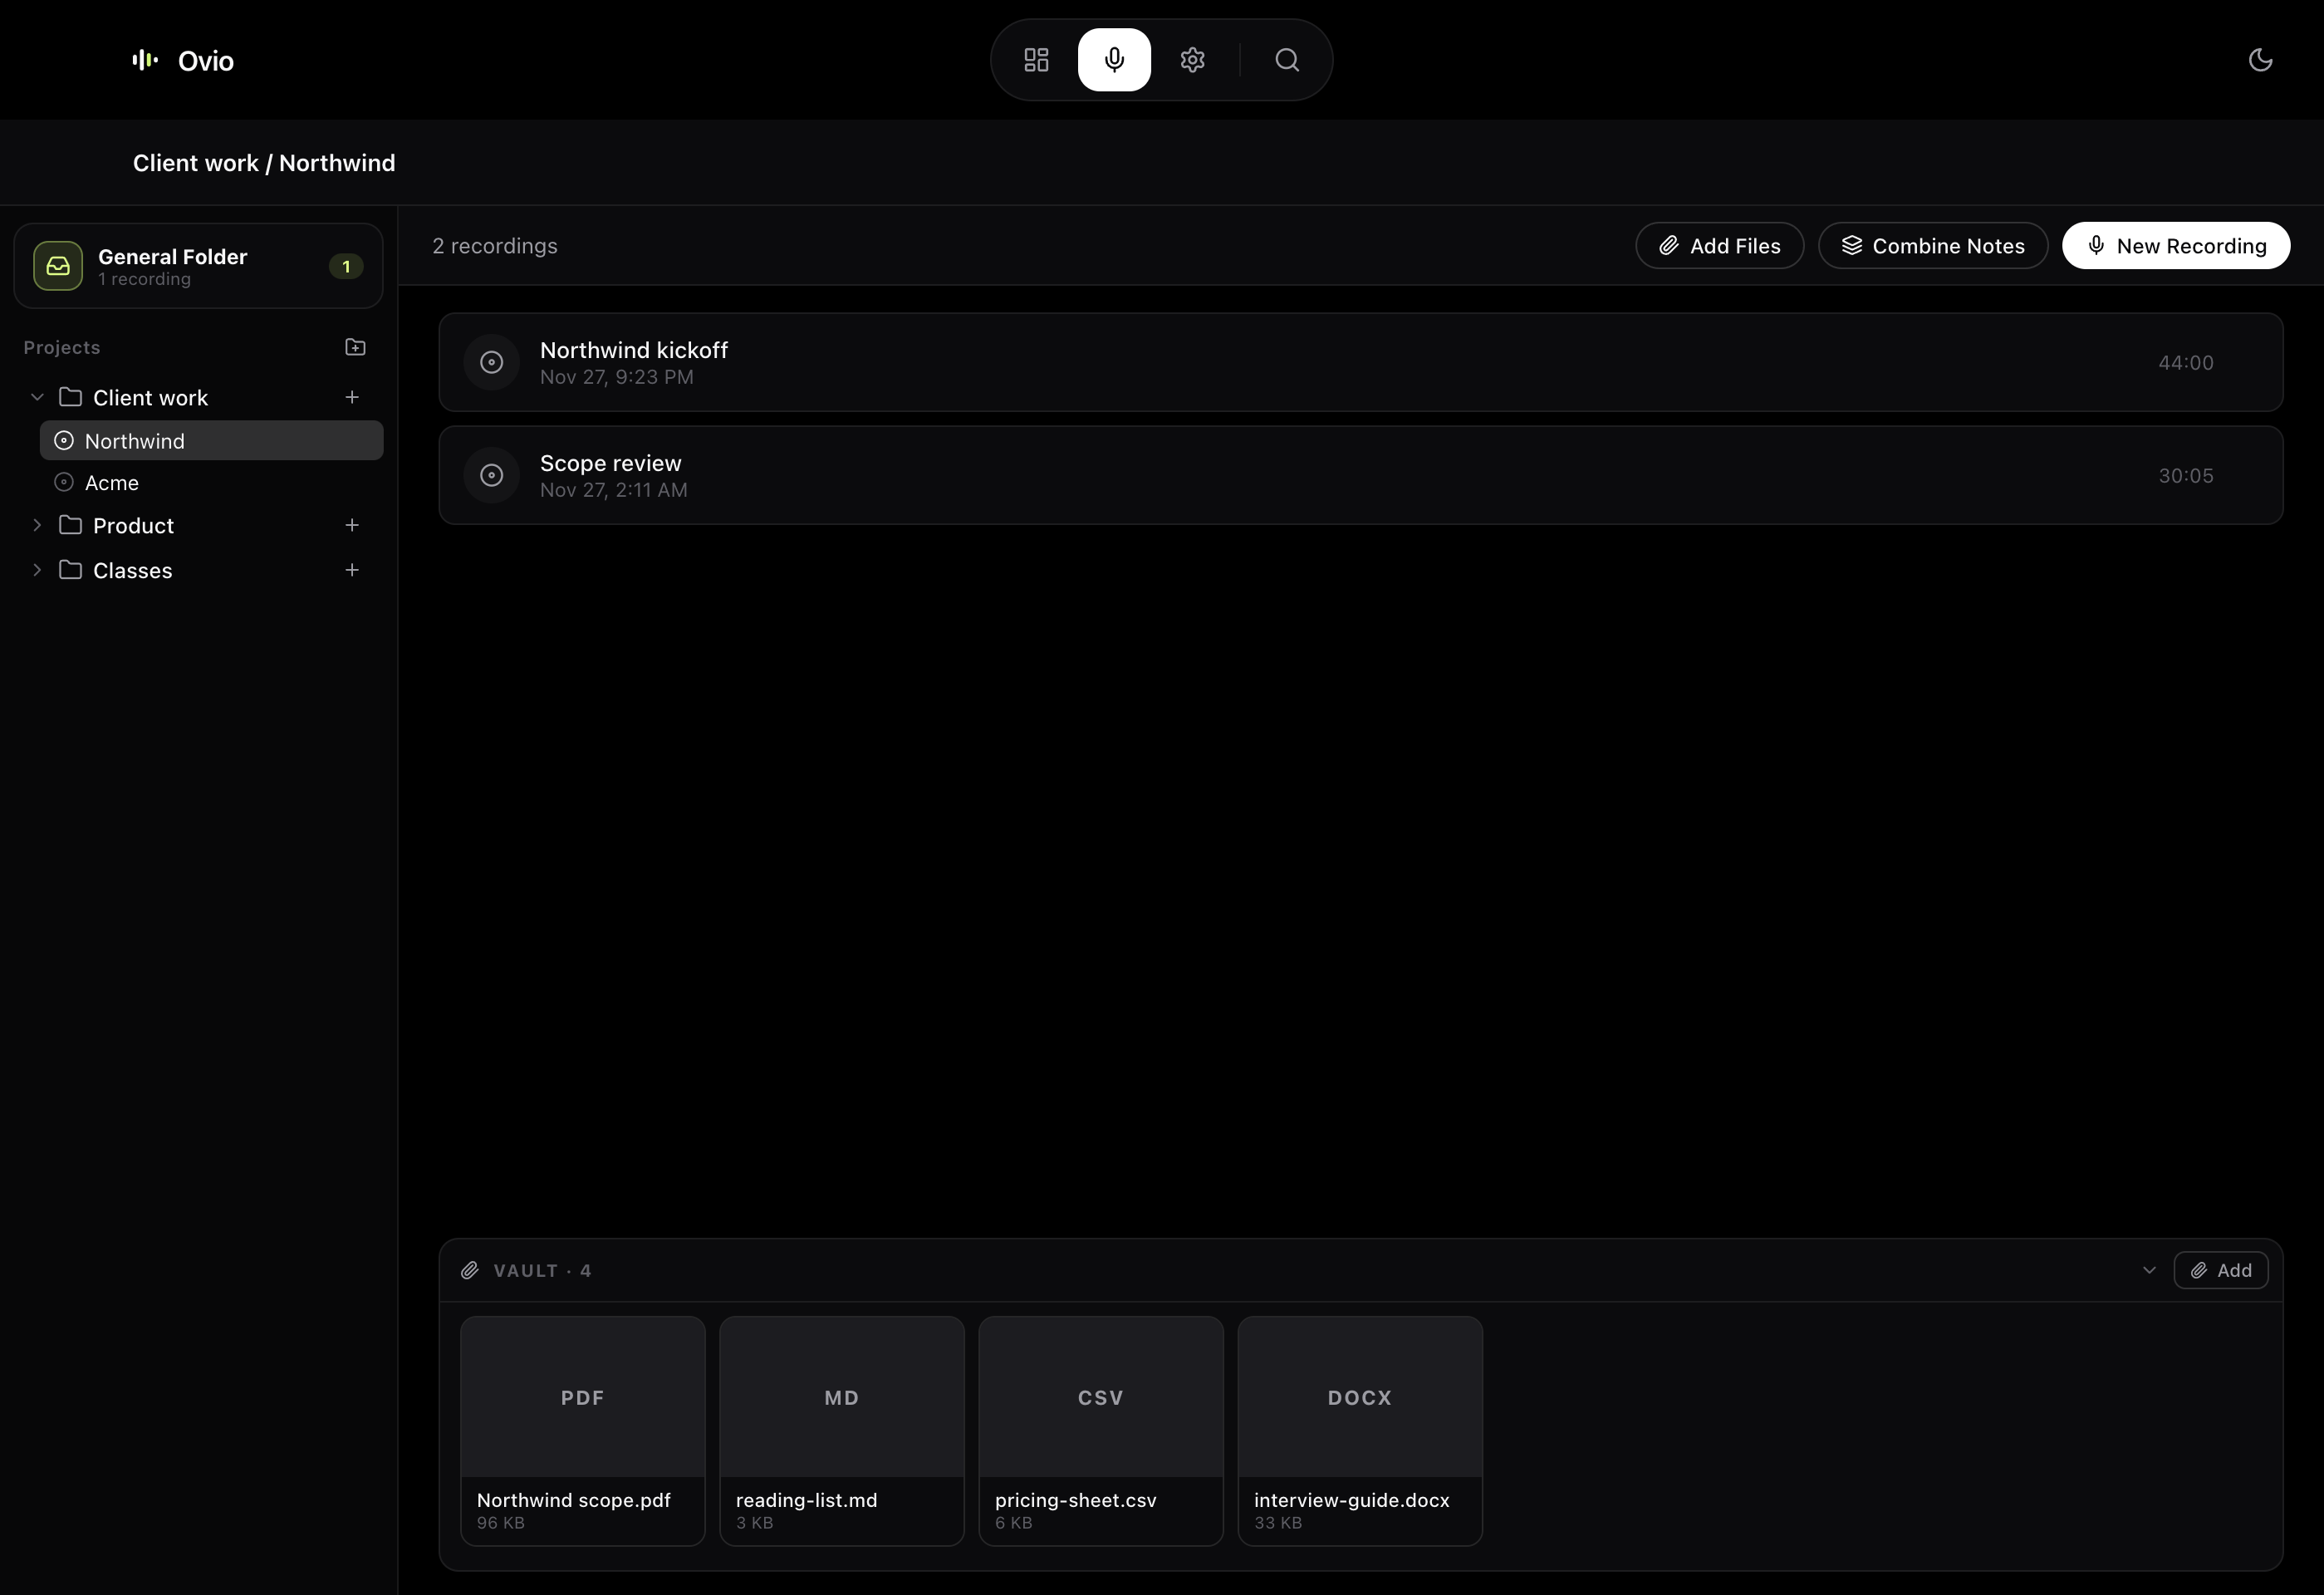 Ovio
Client work / Northwind
General Folder
1 recording
1
Projects
Client work
Northwind
Acme
Product
Classes
2 recordings
Add Files
Combine Notes
New Recording
Northwind kickoff
Nov 27, 9:23 PM
44:00
Scope review
Nov 27, 2:11 AM
30:05
VAULT · 4
Add
PDF
Northwind scope.pdf
96 KB
MD
reading-list.md
3 KB
CSV
pricing-sheet.csv
6 KB
DOCX
interview-guide.docx
33 KB